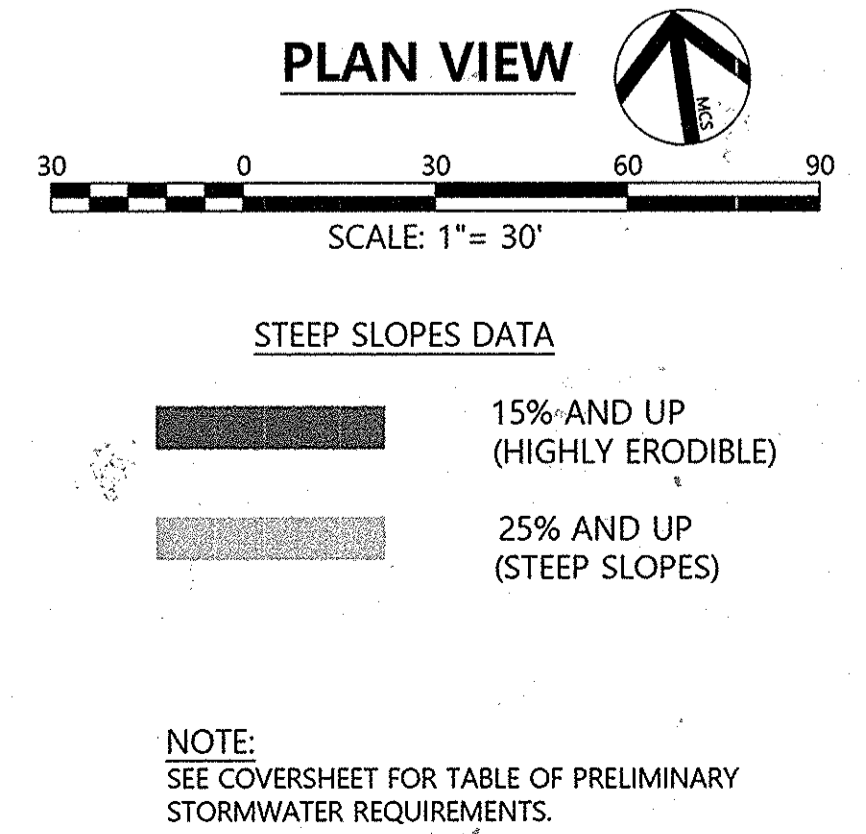 PLAN VIEW
MCS
30 0 30 60 90
SCALE: 1"= 30'
STEEP SLOPES DATA
15% AND UP
(HIGHLY ERODIBLE)
25% AND UP
(STEEP SLOPES)
NOTE:
SEE COVERSHEET FOR TABLE OF PRELIMINARY
STORMWATER REQUIREMENTS.